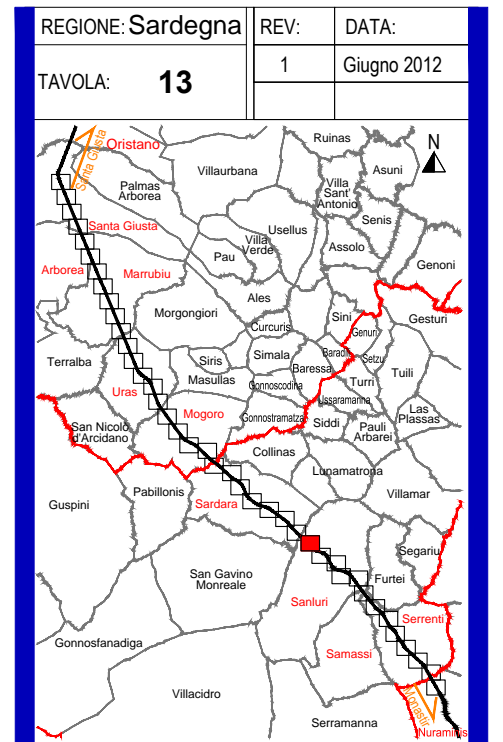 REGIONE: Sardegna
REV:
DATA:
TAVOLA: 13
1
Giugno 2012
Ruinas
N
Oristano
Santa Giusta
Asuni
Villaurbana
Palmas
Arborea
Villa
Sant'
Antonio
Senis
Usellus
Santa Giusta
Villa
Verde
Assolo
Pau
Genoni
Arborea
Marrubiu
Ales
Morgongiori
Sini
Gesturi
Curcuris
Genuri
Terralba
Siris
Simala
Baradili
Setzu
Baressa
Tuili
Masullas
Turri
Uras
Gonnoscodina
Ussaramanna
Mogoro
Gonnostramatza
Las
Plassas
Siddi
Pauli
Arbarei
San Nicolò
d'Arcidano
Collinas
Lunamatrona
Pabillonis
Villamar
Guspini
Sardara
Segariu
San Gavino
Monreale
Furtei
Sanluri
Serrenti
Gonnosfanadiga
Samassi
Villacidro
Monastir
Serramanna
Nuraminis